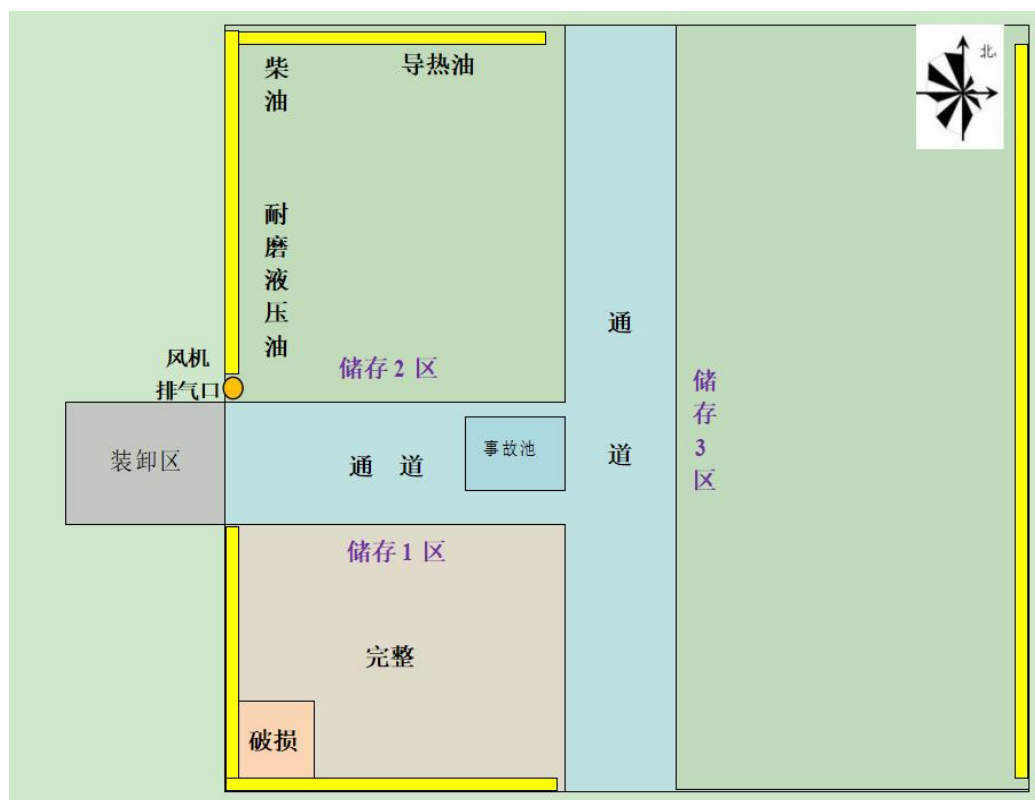 柴油
导热油
北
耐磨液压油
通道
风机
排气口
储存2 区
储存3区
装卸区
通 道
事故池
储存1 区
完整
破损